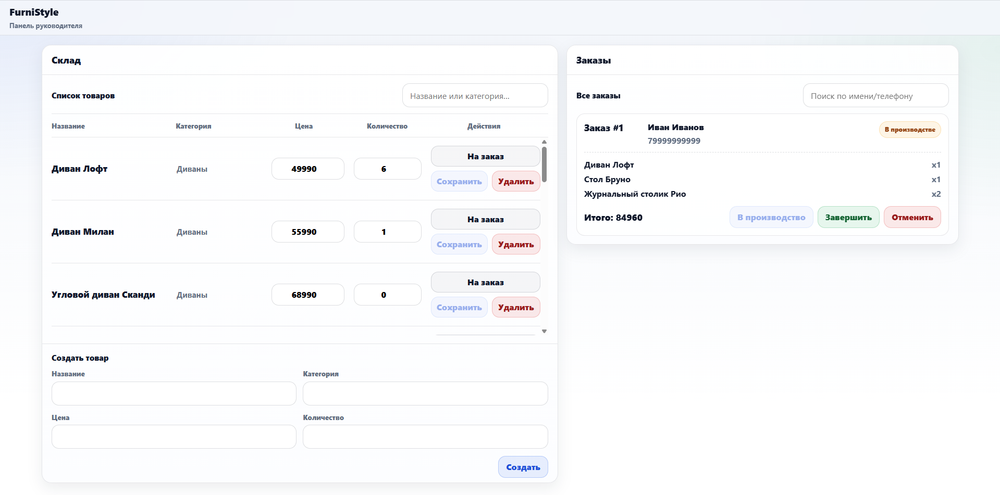 FurniStyle
Панель руководителя
Склад
Список товаров
Название или категория...
Название Категория Цена Количество Действия
Диван Лофт Диваны 49990 6 На заказ
Сохранить Удалить
Диван Милан Диваны 55990 1 На заказ
Сохранить Удалить
Угловой диван Сканди Диваны 68990 0 На заказ
Сохранить Удалить
Создать товар
Название Категория
Цена Количество
Создать
Заказы
Все заказы
Поиск по имени/телефону
Заказ #1 Иван Иванов В производстве
79999999999
Диван Лофт x1
Стол Бруно x1
Журнальный столик Рио x2
Итого: 84960 В производство Завершить Отменить